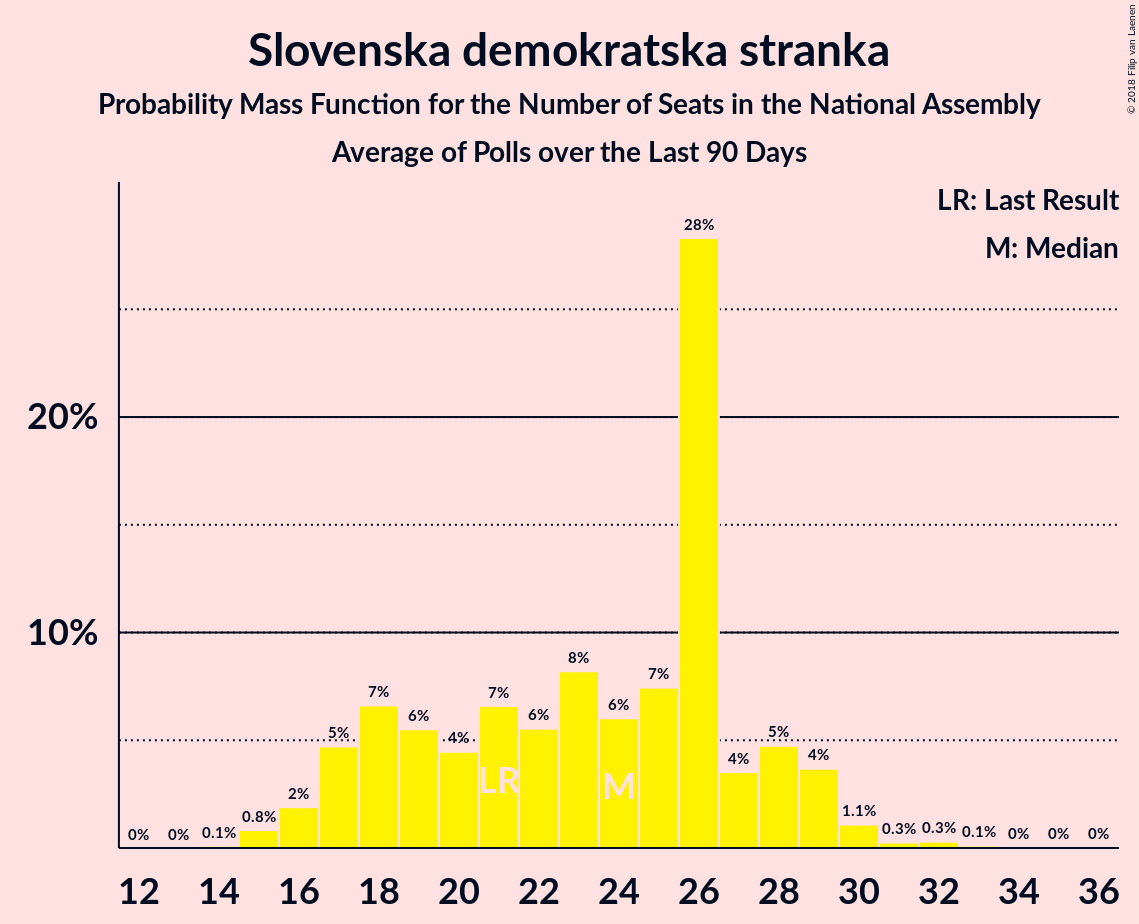 Slovenska demokratska stranka
Probability Mass Function for the Number of Seats in the National Assembly
Average of Polls over the Last 90 Days
© 2018 Filip van Laenen
LR: Last Result
M: Median
28%
20%
10%
0% 0% 0.1% 0.8% 2% 5% 7% 6% 4% 7% 6% 8% 6% 7% 4% 5% 4% 1.1% 0.3% 0.3% 0.1% 0% 0% 0%
LR M
12 14 16 18 20 22 24 26 28 30 32 34 36